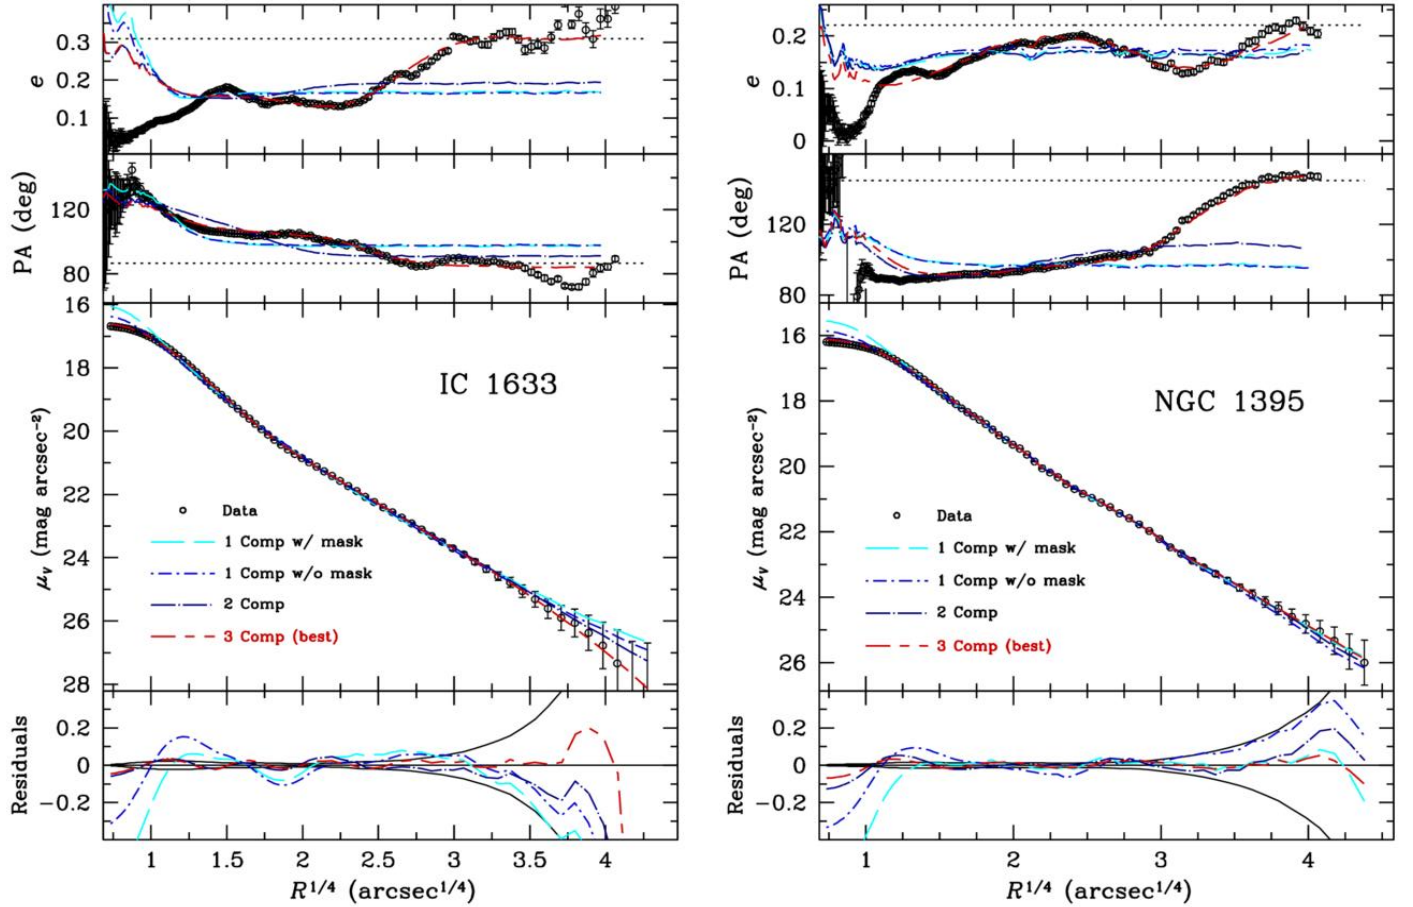 0.3
0.2
0.1
e
120
80
PA (deg)
16
18
20
22
24
26
28
μv (mag arcsec−2)
IC 1633
Data
1 Comp w/ mask
1 Comp w/o mask
2 Comp
3 Comp (best)
0.2
0
−0.2
Residuals
1 1.5 2 2.5 3 3.5 4
R1/4 (arcsec1/4)
0.2
0.1
0
e
120
80
PA (deg)
16
18
20
22
24
26
μv (mag arcsec−2)
NGC 1395
Data
1 Comp w/ mask
1 Comp w/o mask
2 Comp
3 Comp (best)
0.2
0
−0.2
Residuals
1 2 3 4
R1/4 (arcsec1/4)